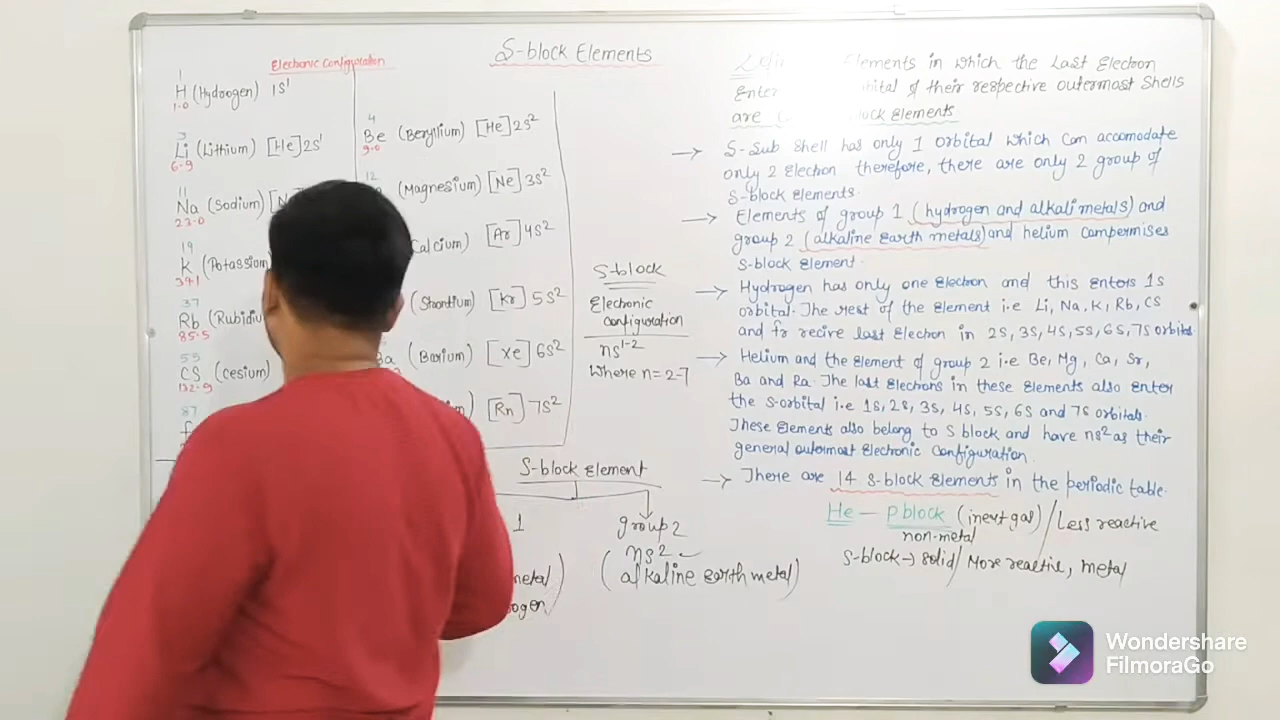 S-block Elements
Electronic Configuration
1
H (Hydrogen) 1S¹
1.0
3
Li (Lithium) [He]2S¹
6.9
11
Na (Sodium)
23.0
19
K (Potassium
39.1
37
Rb (Rubidiu
85.5
55
CS (Cesium)
132.9
87
4
Be (Beryllium) [He]2S²
9.0
12
(Magnesium) [Ne]3S²
Calcium) [Ar]4S²
(Strontium) [Kr]5S²
(Barium) [Xe]6S²
[Rn]7S²
S-block
Electronic
Configuration
nS¹⁻²
Where n=2-7
S-block Element
1
group 2
nS2
metal)
(alkaline Earth metal)
ogen
Elements in which the Last Electron
Enter bital of their respective outermost Shells
are lock Elements
→ S-Sub Shell has only 1 orbital which can accomodate
only 2 Electron therefore, there are only 2 group of
S-block Elements.
→ Elements of group 1 (hydrogen and alkali metals) and
group 2 (alkaline Earth metals) and helium campermises
S-block Element.
→ Hydrogen has only one Electron and this enters 1s
orbital. The rest of the Element i.e Li, Na, K, Rb, CS
and fr recive last Electron in 2S, 3S, 4S, 5S, 6S, 7S orbitals
→ Helium and the Element of group 2 i.e Be, Mg, Ca, Sr,
Ba and Ra. The last Electrons in these Elements also enter
the S-orbital i.e 1S, 2S, 3S, 4S, 5S, 6S and 7S orbitals.
These Elements also belong to S block and have nS² as their
general outermost Electronic Configuration.
→ There are 14 S-block Elements in the periodic table.
He — P block (inert gas) / Less reactive
non-metal
S-block → Solid / More reactive, metal
Wondershare
FilmoraGo